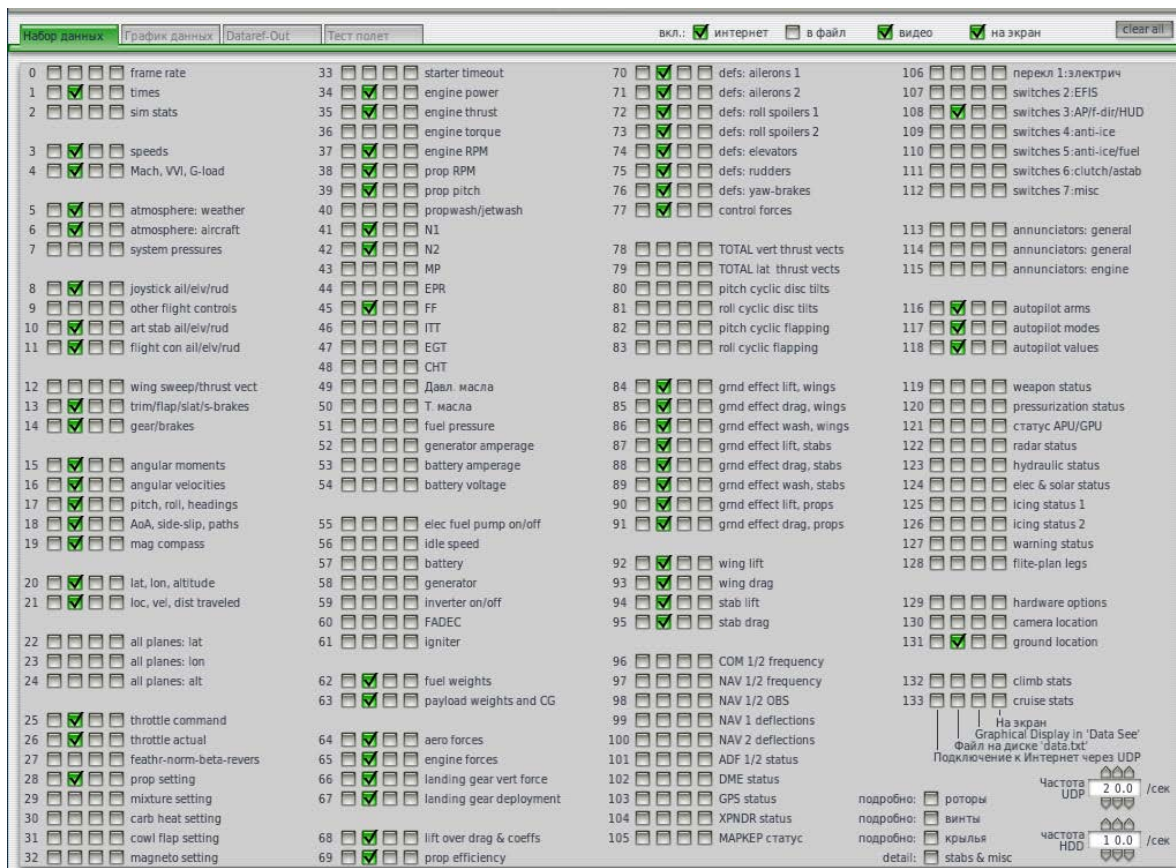 Набор данных График данных Dataref-Out Тест полет вкл.: интернет в файл видео на экран clear all
0 frame rate
1 times
2 sim stats
3 speeds
4 Mach, VVI, G-load
5 atmosphere: weather
6 atmosphere: aircraft
7 system pressures
8 joystick ail/elv/rud
9 other flight controls
10 art stab ail/elv/rud
11 flight con ail/elv/rud
12 wing sweep/thrust vect
13 trim/flap/slat/s-brakes
14 gear/brakes
15 angular moments
16 angular velocities
17 pitch, roll, headings
18 AoA, side-slip, paths
19 mag compass
20 lat, lon, altitude
21 loc, vel, dist traveled
22 all planes: lat
23 all planes: lon
24 all planes: alt
25 throttle command
26 throttle actual
27 feathr-norm-beta-revers
28 prop setting
29 mixture setting
30 carb heat setting
31 cowl flap setting
32 magneto setting
33 starter timeout
34 engine power
35 engine thrust
36 engine torque
37 engine RPM
38 prop RPM
39 prop pitch
40 propwash/jetwash
41 N1
42 N2
43 MP
44 EPR
45 FF
46 ITT
47 EGT
48 CHT
49 Давл. масла
50 Т. масла
51 fuel pressure
52 generator amperage
53 battery amperage
54 battery voltage
55 elec fuel pump on/off
56 idle speed
57 battery
58 generator
59 inverter on/off
60 FADEC
61 igniter
62 fuel weights
63 payload weights and CG
64 aero forces
65 engine forces
66 landing gear vert force
67 landing gear deployment
68 lift over drag & coeffs
69 prop efficiency
70 defs: ailerons 1
71 defs: ailerons 2
72 defs: roll spoilers 1
73 defs: roll spoilers 2
74 defs: elevators
75 defs: rudders
76 defs: yaw-brakes
77 control forces
78 TOTAL vert thrust vects
79 TOTAL lat thrust vects
80 pitch cyclic disc tilts
81 roll cyclic disc tilts
82 pitch cyclic flapping
83 roll cyclic flapping
84 grnd effect lift, wings
85 grnd effect drag, wings
86 grnd effect wash, wings
87 grnd effect lift, stabs
88 grnd effect drag, stabs
89 grnd effect wash, stabs
90 grnd effect lift, props
91 grnd effect drag, props
92 wing lift
93 wing drag
94 stab lift
95 stab drag
96 COM 1/2 frequency
97 NAV 1/2 frequency
98 NAV 1/2 OBS
99 NAV 1 deflections
100 NAV 2 deflections
101 ADF 1/2 status
102 DME status
103 GPS status
104 XPNDR status
105 МАРКЕР статус
106 перекл 1:электрич
107 switches 2:EFIS
108 switches 3:AP/f-dir/HUD
109 switches 4:anti-ice
110 switches 5:anti-ice/fuel
111 switches 6:clutch/astab
112 switches 7:misc
113 annunciators: general
114 annunciators: general
115 annunciators: engine
116 autopilot arms
117 autopilot modes
118 autopilot values
119 weapon status
120 pressurization status
121 статус APU/GPU
122 radar status
123 hydraulic status
124 elec & solar status
125 icing status 1
126 icing status 2
127 warning status
128 flite-plan legs
129 hardware options
130 camera location
131 ground location
132 climb stats
133 cruise stats
На экран
Graphical Display in 'Data See'
Файл на диске 'data.txt'
Подключение к Интернет через UDP
Частота UDP 2 0.0 /сек
подробно: роторы
подробно: винты
подробно: крылья
detail: stabs & misc
частота HDD 1 0.0 /сек